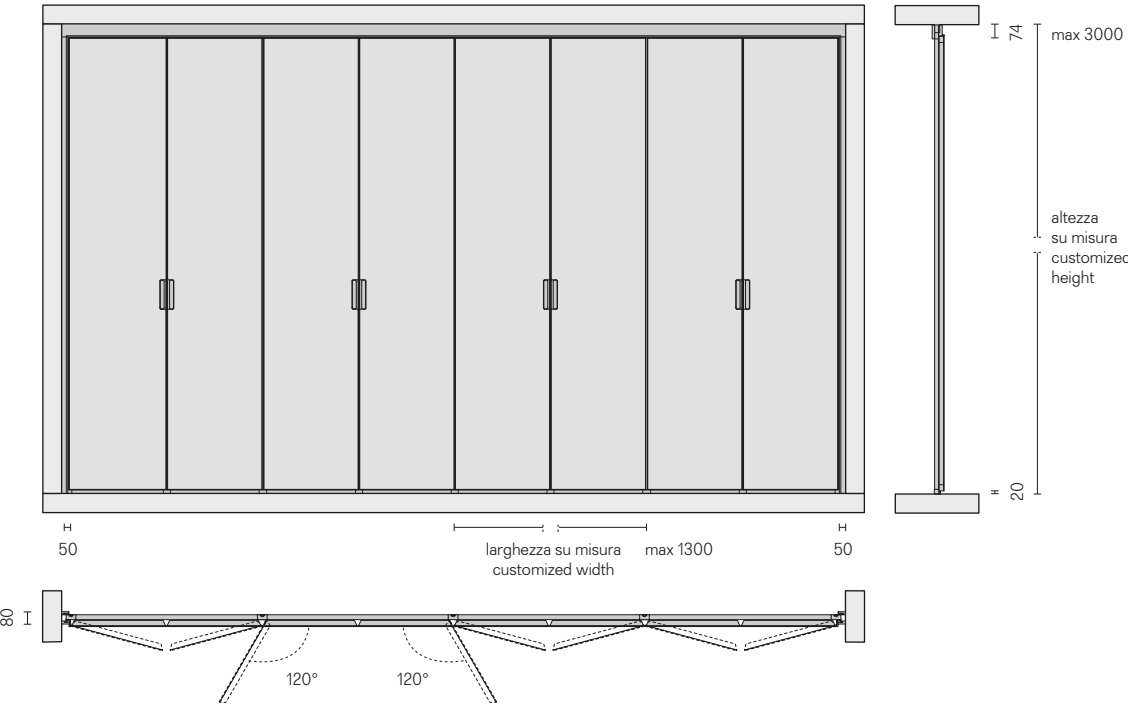 74
max 3000
altezza
su misura
customized
height
20
50
larghezza su misura
max 1300
50
customized width
80
120°
120°